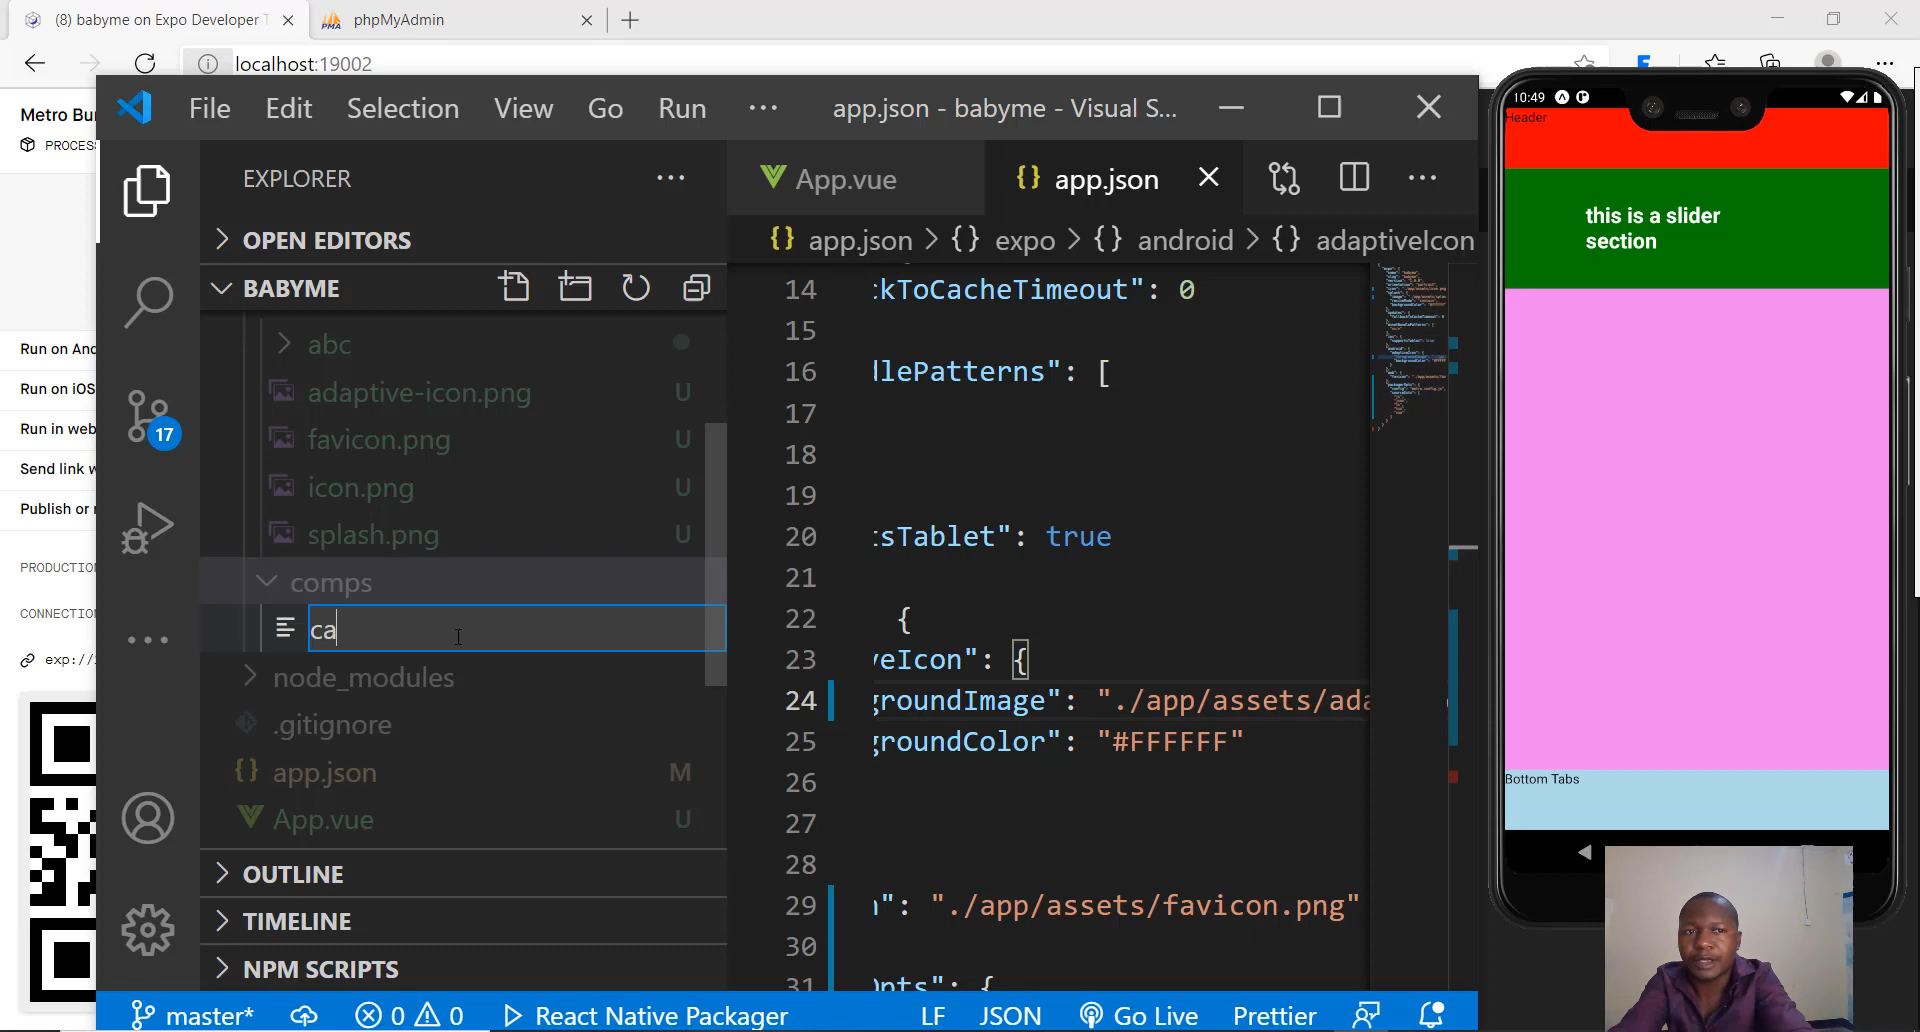 (8) babyme on Expo Developer T
phpMyAdmin
localhost:19002
Metro Bu
PROCES
Run on And
Run on iOS
Run in web
Send link w
Publish or r
PRODUCTION
CONNECTION
exp://
File Edit Selection View Go Run ··· app.json - babyme - Visual S...
EXPLORER
OPEN EDITORS
BABYME
abc
adaptive-icon.png U
favicon.png U
icon.png U
splash.png U
comps
ca
node_modules
.gitignore
app.json M
App.vue U
OUTLINE
TIMELINE
NPM SCRIPTS
17
App.vue
{} app.json
{} app.json > {} expo > {} android > {} adaptiveIcon
14 kToCacheTimeout": 0
15
16 lePatterns": [
17
18
19
20 sTablet": true
21
22 {
23 eIcon": {
24 groundImage": "./app/assets/ada
25 groundColor": "#FFFFFF"
26
27
28
29 n": "./app/assets/favicon.png"
30
31 Opts": {
master* 0 0 React Native Packager LF JSON Go Live Prettier
10:49
Header
this is a slider
section
Bottom Tabs